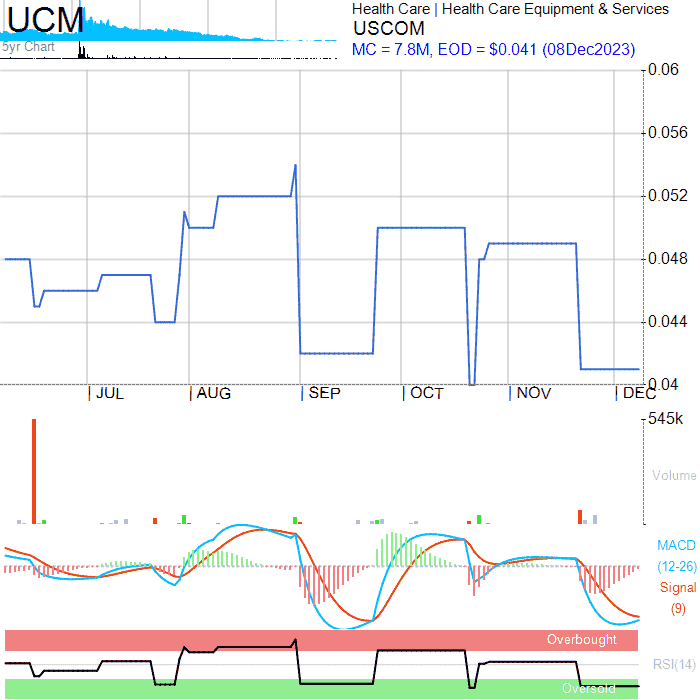 UCM
5yr Chart
Health Care | Health Care Equipment & Services
USCOM
MC = 7.8M, EOD = $0.041 (08Dec2023)
0.06
0.056
0.052
0.048
0.044
0.04
JUL
AUG
SEP
OCT
NOV
DEC
545k
Volume
MACD
(12-26)
Signal
(9)
Overbought
RSI(14)
Oversold